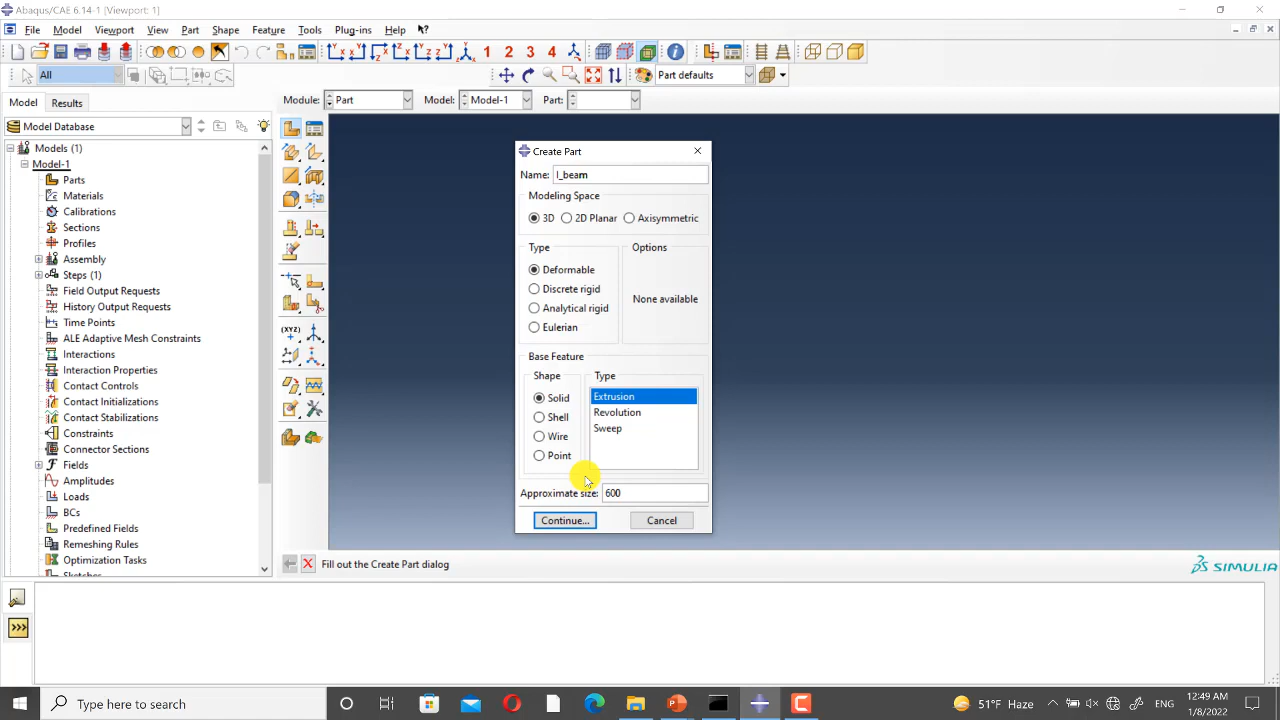 Abaqus/CAE 6.14-1 [Viewport: 1]
File Model Viewport View Part Shape Feature Tools Plug-ins Help
1 2 3 4
All
Part defaults
Model Results
Module: Part Model: Model-1 Part:
Model Database
Models (1)
Model-1
Parts
Materials
Calibrations
Sections
Profiles
Assembly
Steps (1)
Field Output Requests
History Output Requests
Time Points
ALE Adaptive Mesh Constraints
Interactions
Interaction Properties
Contact Controls
Contact Initializations
Contact Stabilizations
Constraints
Connector Sections
Fields
Amplitudes
Loads
BCs
Predefined Fields
Remeshing Rules
Optimization Tasks
Sketches
(XYZ)
Create Part
Name: I_beam
Modeling Space
3D 2D Planar Axisymmetric
Type
Options
Deformable
Discrete rigid
None available
Analytical rigid
Eulerian
Base Feature
Shape
Type
Solid
Extrusion
Shell
Revolution
Wire
Sweep
Point
Approximate size: 600
Continue... Cancel
Fill out the Create Part dialog
SIMULIA
>>>
Type here to search
51°F Haze
ENG
12:49 AM
1/8/2022